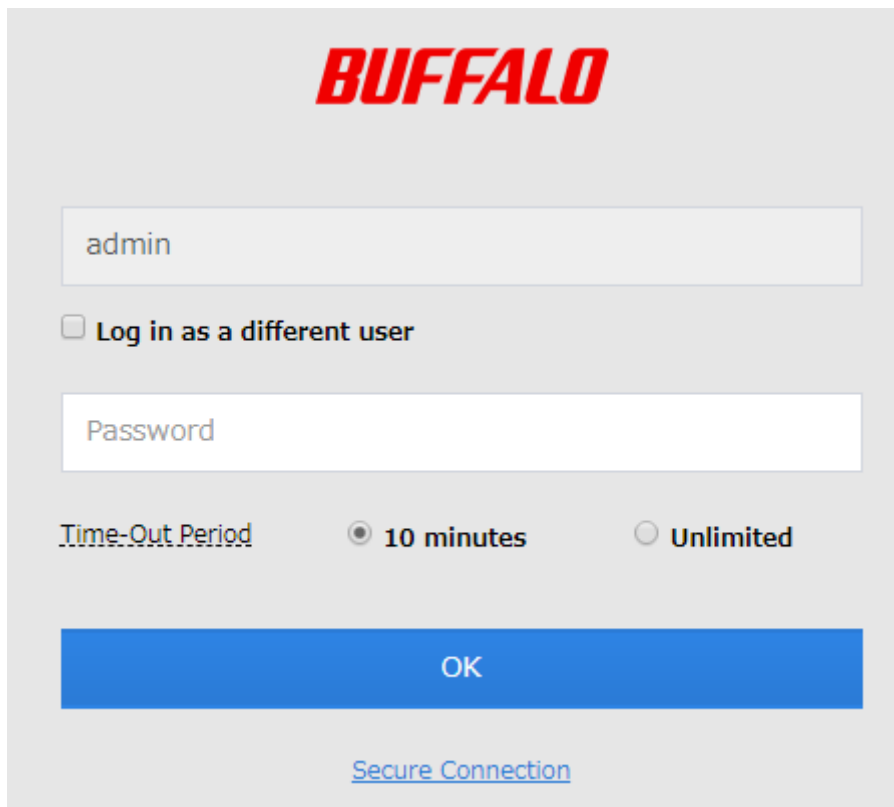 BUFFALO
admin
Log in as a different user
Password
Time-Out Period 10 minutes Unlimited
OK
Secure Connection